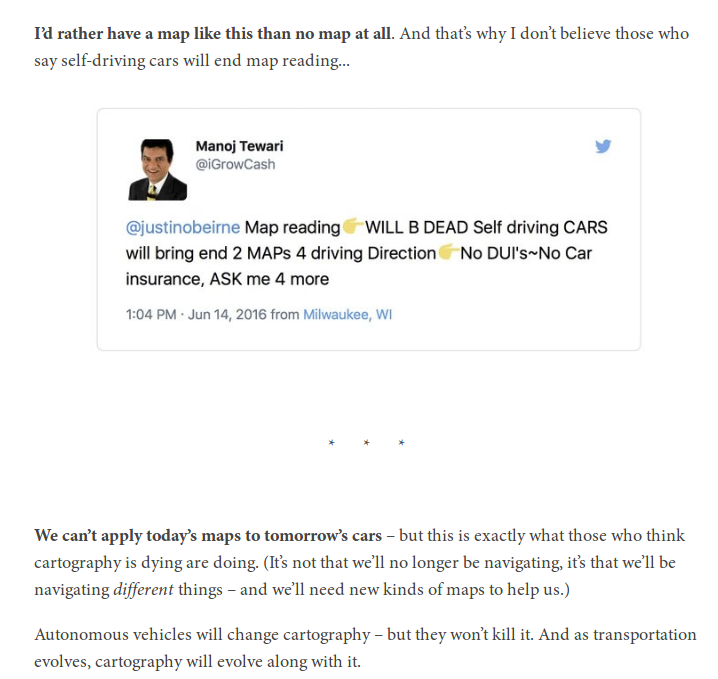 I’d rather have a map like this than no map at all. And that’s why I don’t believe those who
say self-driving cars will end map reading...
Manoj Tewari
@iGrowCash
@justinobeirne Map reading👉WILL B DEAD Self driving CARS
will bring end 2 MAPs 4 driving Direction👉No DUI's~No Car
insurance, ASK me 4 more
1:04 PM · Jun 14, 2016 from Milwaukee, WI
* * *
We can’t apply today’s maps to tomorrow’s cars – but this is exactly what those who think
cartography is dying are doing. (It’s not that we’ll no longer be navigating, it’s that we’ll be
navigating different things – and we’ll need new kinds of maps to help us.)
Autonomous vehicles will change cartography – but they won’t kill it. And as transportation
evolves, cartography will evolve along with it.